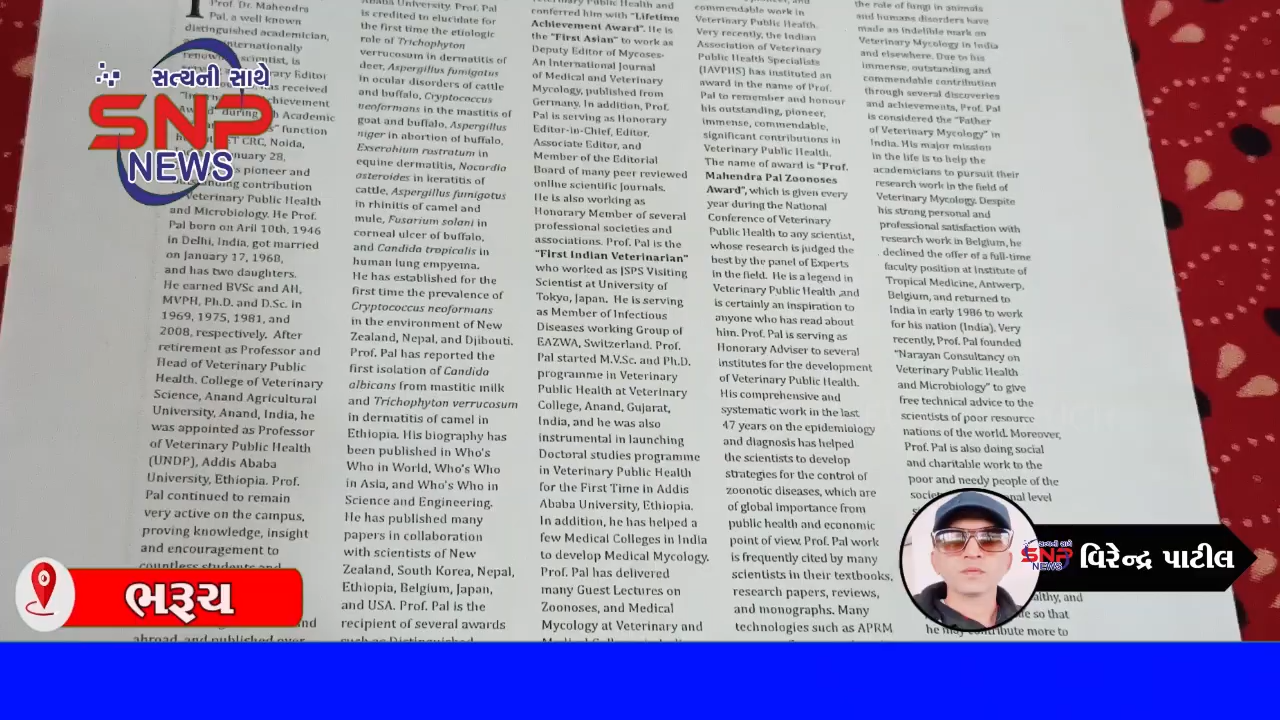 Prof. Dr. Mahendra
Pal, a well known
distinguished academician,
internationally
scientist, is
Editor
has received
chievement
Award" during Academic
function
CRC, Noida,
January 28,
pioneer and
contribution
Veterinary Public Health
and Microbiology. He Prof.
Pal born on Aril 10th, 1946
in Delhi, India, got married
on January 17, 1968,
and has two daughters.
He earned BVSc and AH,
MVPH, Ph.D. and D.Sc. in
1969, 1975, 1981, and
2008, respectively. After
retirement as Professor and
Head of Veterinary Public
Health. College of Veterinary
Science, Anand Agricultural
University, Anand, India, he
was appointed as Professor
of Veterinary Public Health
(UNDP), Addis Ababa
University, Ethiopia. Prof.
Pal continued to remain
very active on the campus,
proving knowledge, insight
and encouragement to
countless students and
abroad, and published over
Ababa University. Prof. Pal
is credited to elucidate for
the first time the etiologic
role of Trichophyton
verrucosum in dermatitis of
deer, Aspergillus fumigatus
in ocular disorders of cattle
and buffalo, Cryptococcus
neoformans in the mastitis of
goat and buffalo, Aspergillus
niger in abortion of buffalo,
Exserohium rostratum in
equine dermatitis, Nocardia
asteroides in keratitis of
cattle, Aspergillus fumigatus
in rhinitis of camel and
mule, Fusarium solani in
corneal ulcer of buffalo,
and Candida tropicalis in
human lung empyema.
He has established for the
first time the prevalence of
Cryptococcus neoformans
in the environment of New
Zealand, Nepal, and Djibouti.
Prof. Pal has reported the
first isolation of Candida
albicans from mastitic milk
and Trichophyton verrucosum
in dermatitis of camel in
Ethiopia. His biography has
been published in Who's
Who in World, Who's Who
in Asia, and Who's Who in
Science and Engineering.
He has published many
papers in collaboration
with scientists of New
Zealand, South Korea, Nepal,
Ethiopia, Belgium, Japan,
and USA. Prof. Pal is the
recipient of several awards
such as Distinguished
Veterinary Public Health and
conferred him with "Lifetime
Achievement Award". He is
the "First Asian" to work as
Deputy Editor of Mycoses-
An International Journal
of Medical and Veterinary
Mycology, published from
Germany. In addition, Prof.
Pal is serving as Honorary
Editor-in-Chief, Editor,
Associate Editor, and
Member of the Editorial
Board of many peer reviewed
online scientific journals.
He is also working as
Honorary Member of several
professional societies and
associations. Prof. Pal is the
"First Indian Veterinarian"
who worked as JSPS Visiting
Scientist at University of
Tokyo, Japan. He is serving
as Member of Infectious
Diseases working Group of
EAZWA, Switzerland. Prof.
Pal started M.V.Sc. and Ph.D.
programme in Veterinary
Public Health at Veterinary
College, Anand, Gujarat,
India, and he was also
instrumental in launching
Doctoral studies programme
in Veterinary Public Health
for the First Time in Addis
Ababa University, Ethiopia.
In addition, he has helped a
few Medical Colleges in India
to develop Medical Mycology.
Prof. Pal has delivered
many Guest Lectures on
Zoonoses, and Medical
Mycology at Veterinary and
commendable work in
Veterinary Public Health.
Very recently, the Indian
Association of Veterinary
Public Health Specialists
(IAVPHS) has instituted an
award in the name of Prof.
Pal to remember and honour
his outstanding, pioneer,
immense, commendable,
significant contributions in
Veterinary Public Health.
The name of award is "Prof.
Mahendra Pal Zoonoses
Award", which is given every
year during the National
Conference of Veterinary
Public Health to any scientist,
whose research is judged the
best by the panel of Experts
in the field. He is a legend in
Veterinary Public Health ,and
is certainly an inspiration to
anyone who has read about
him. Prof. Pal is serving as
Honorary Adviser to several
institutes for the development
of Veterinary Public Health.
His comprehensive and
systematic work in the last
47 years on the epidemiology
and diagnosis has helped
the scientists to develop
strategies for the control of
zoonotic diseases, which are
of global importance from
public health and economic
point of view. Prof. Pal work
is frequently cited by many
scientists in their textbooks,
research papers, reviews,
and monographs. Many
technologies such as APRM
the role of fungi in animals
and humans disorders have
made an indelible mark on
Veterinary Mycology in India
and elsewhere. Due to his
immense, outstanding and
commendable contribution
through several discoveries
and achievements, Prof. Pal
is considered the "Father
of Veterinary Mycology" in
India. His major mission
in the life is to help the
academicians to pursuit their
research work in the field of
Veterinary Mycology. Despite
his strong personal and
professional satisfaction with
research work in Belgium, he
declined the offer of a full-time
faculty position at Institute of
Tropical Medicine, Antwerp,
Belgium, and returned to
India in early 1986 to work
for his nation (India). Very
recently, Prof. Pal founded
"Narayan Consultancy on
Veterinary Public Health
and Microbiology" to give
free technical advice to the
scientists of poor resource
nations of the world. Moreover,
Prof. Pal is also doing social
and charitable work to the
poor and needy people of the
level
and
so that
he may contribute more to
સત્યની સાથે
SNP
NEWS
ભરૂચ
સત્યની સાથે
SNP
NEWS
વિરેન્દ્ર પાટીલ